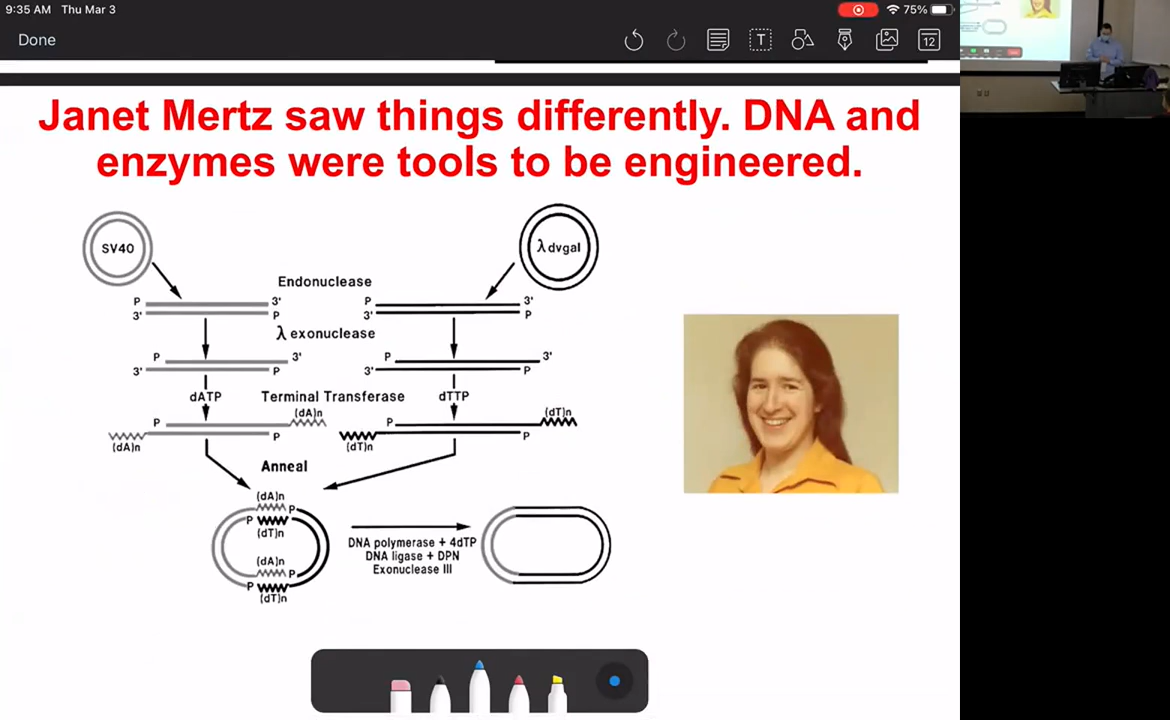 9:35 AM Thu Mar 3
75%
Done
T
12
Janet Mertz saw things differently. DNA and
enzymes were tools to be engineered.
SV40
λ dvgal
Endonuclease
P 3' P 3'
3' P 3' P
λ exonuclease
P 3' P 3'
3' P 3' P
dATP Terminal Transferase dTTP
(dA)n (dT)n
P P
P P
(dA)n (dT)n
Anneal
(dA)n
P
P
(dT)n
DNA polymerase + 4dTP
DNA ligase + DPN
Exonuclease III
(dA)n
P
P
(dT)n